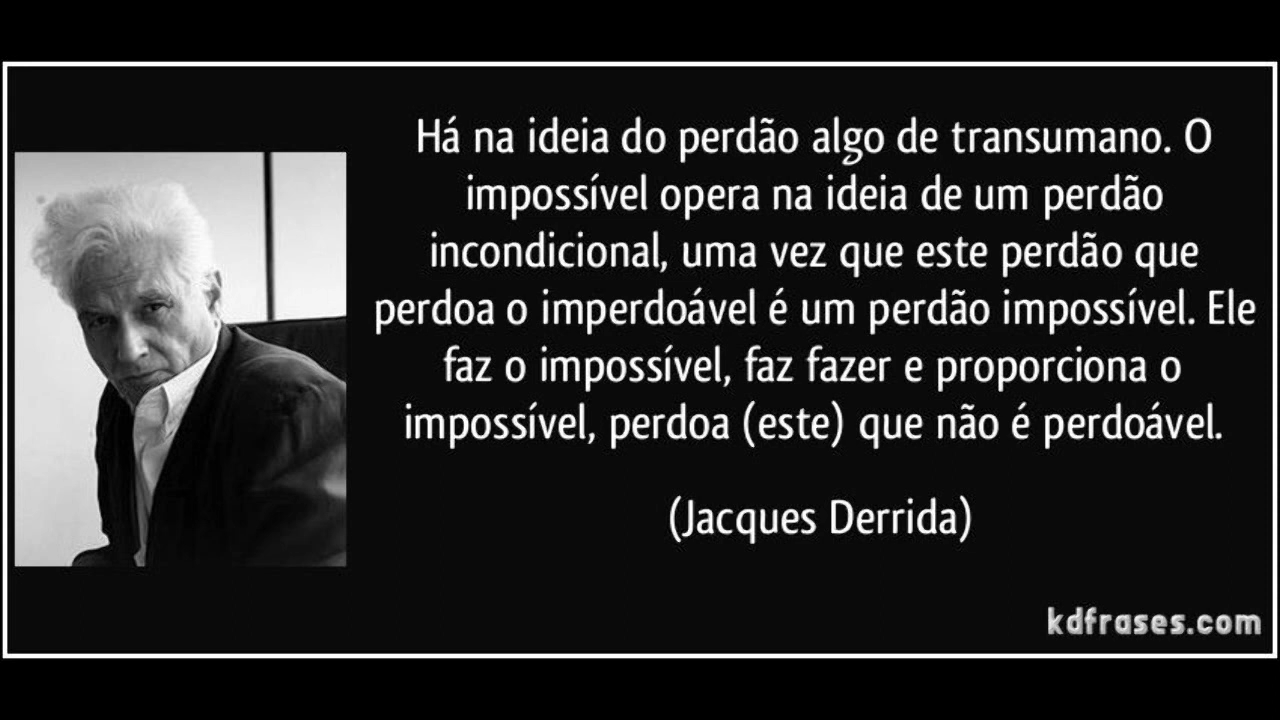 Há na ideia do perdão algo de transumano. O
impossível opera na ideia de um perdão
incondicional, uma vez que este perdão que
perdoa o imperdoável é um perdão impossível. Ele
faz o impossível, faz fazer e proporciona o
impossível, perdoa (este) que não é perdoável.
(Jacques Derrida)
kdfrases.com